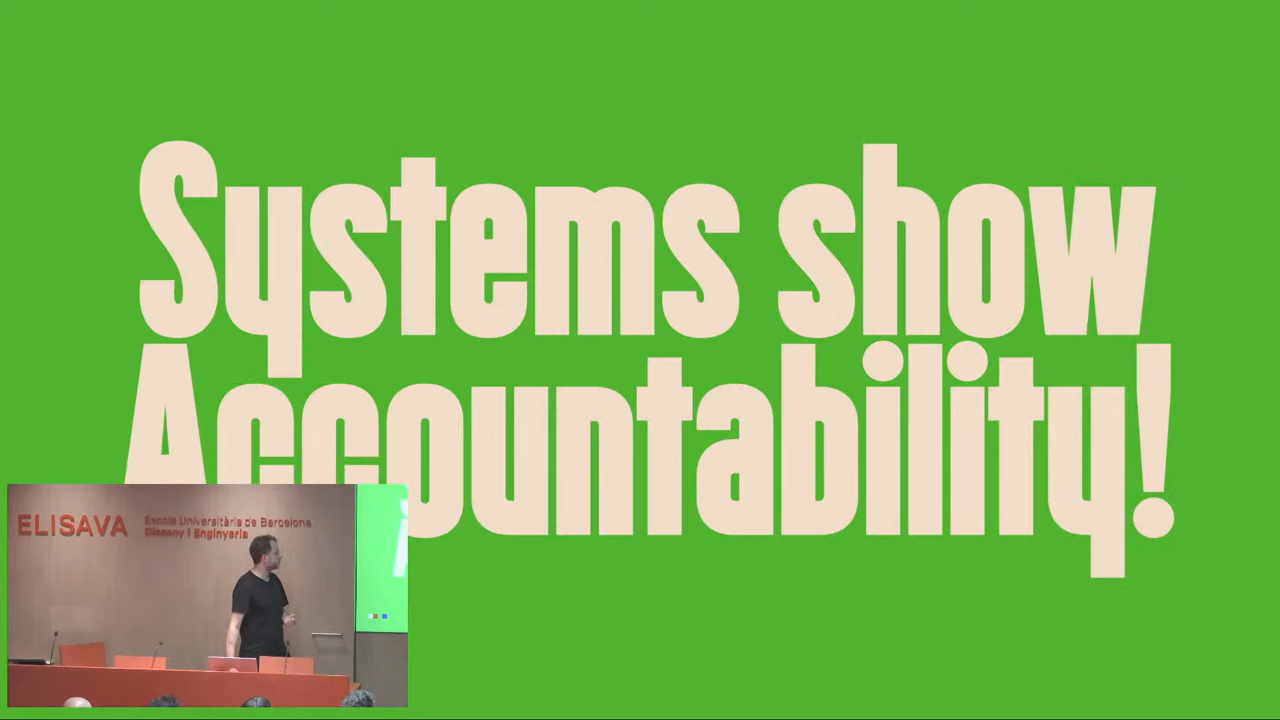 Systems show
Accountability!
ELISAVA
Escola Universitària de Barcelona
Disseny i Enginyeria